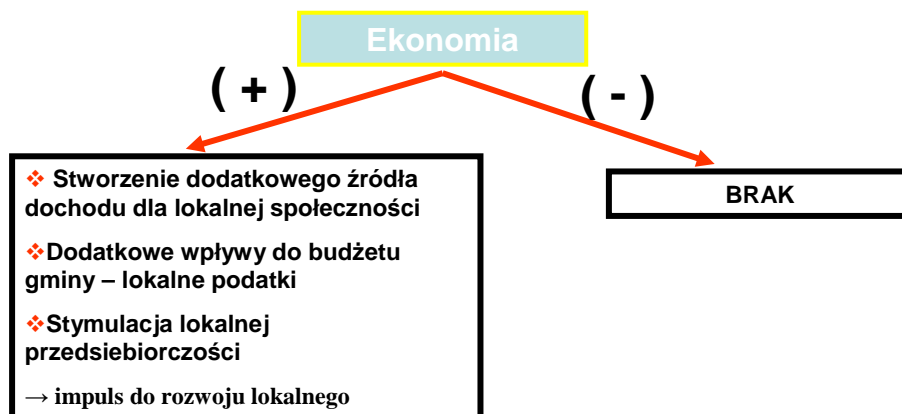 Ekonomia
( + )
( - )
❖ Stworzenie dodatkowego źródła
dochodu dla lokalnej społeczności
❖Dodatkowe wpływy do budżetu
gminy – lokalne podatki
❖Stymulacja lokalnej
przedsiebiorczości
→ impuls do rozwoju lokalnego
BRAK